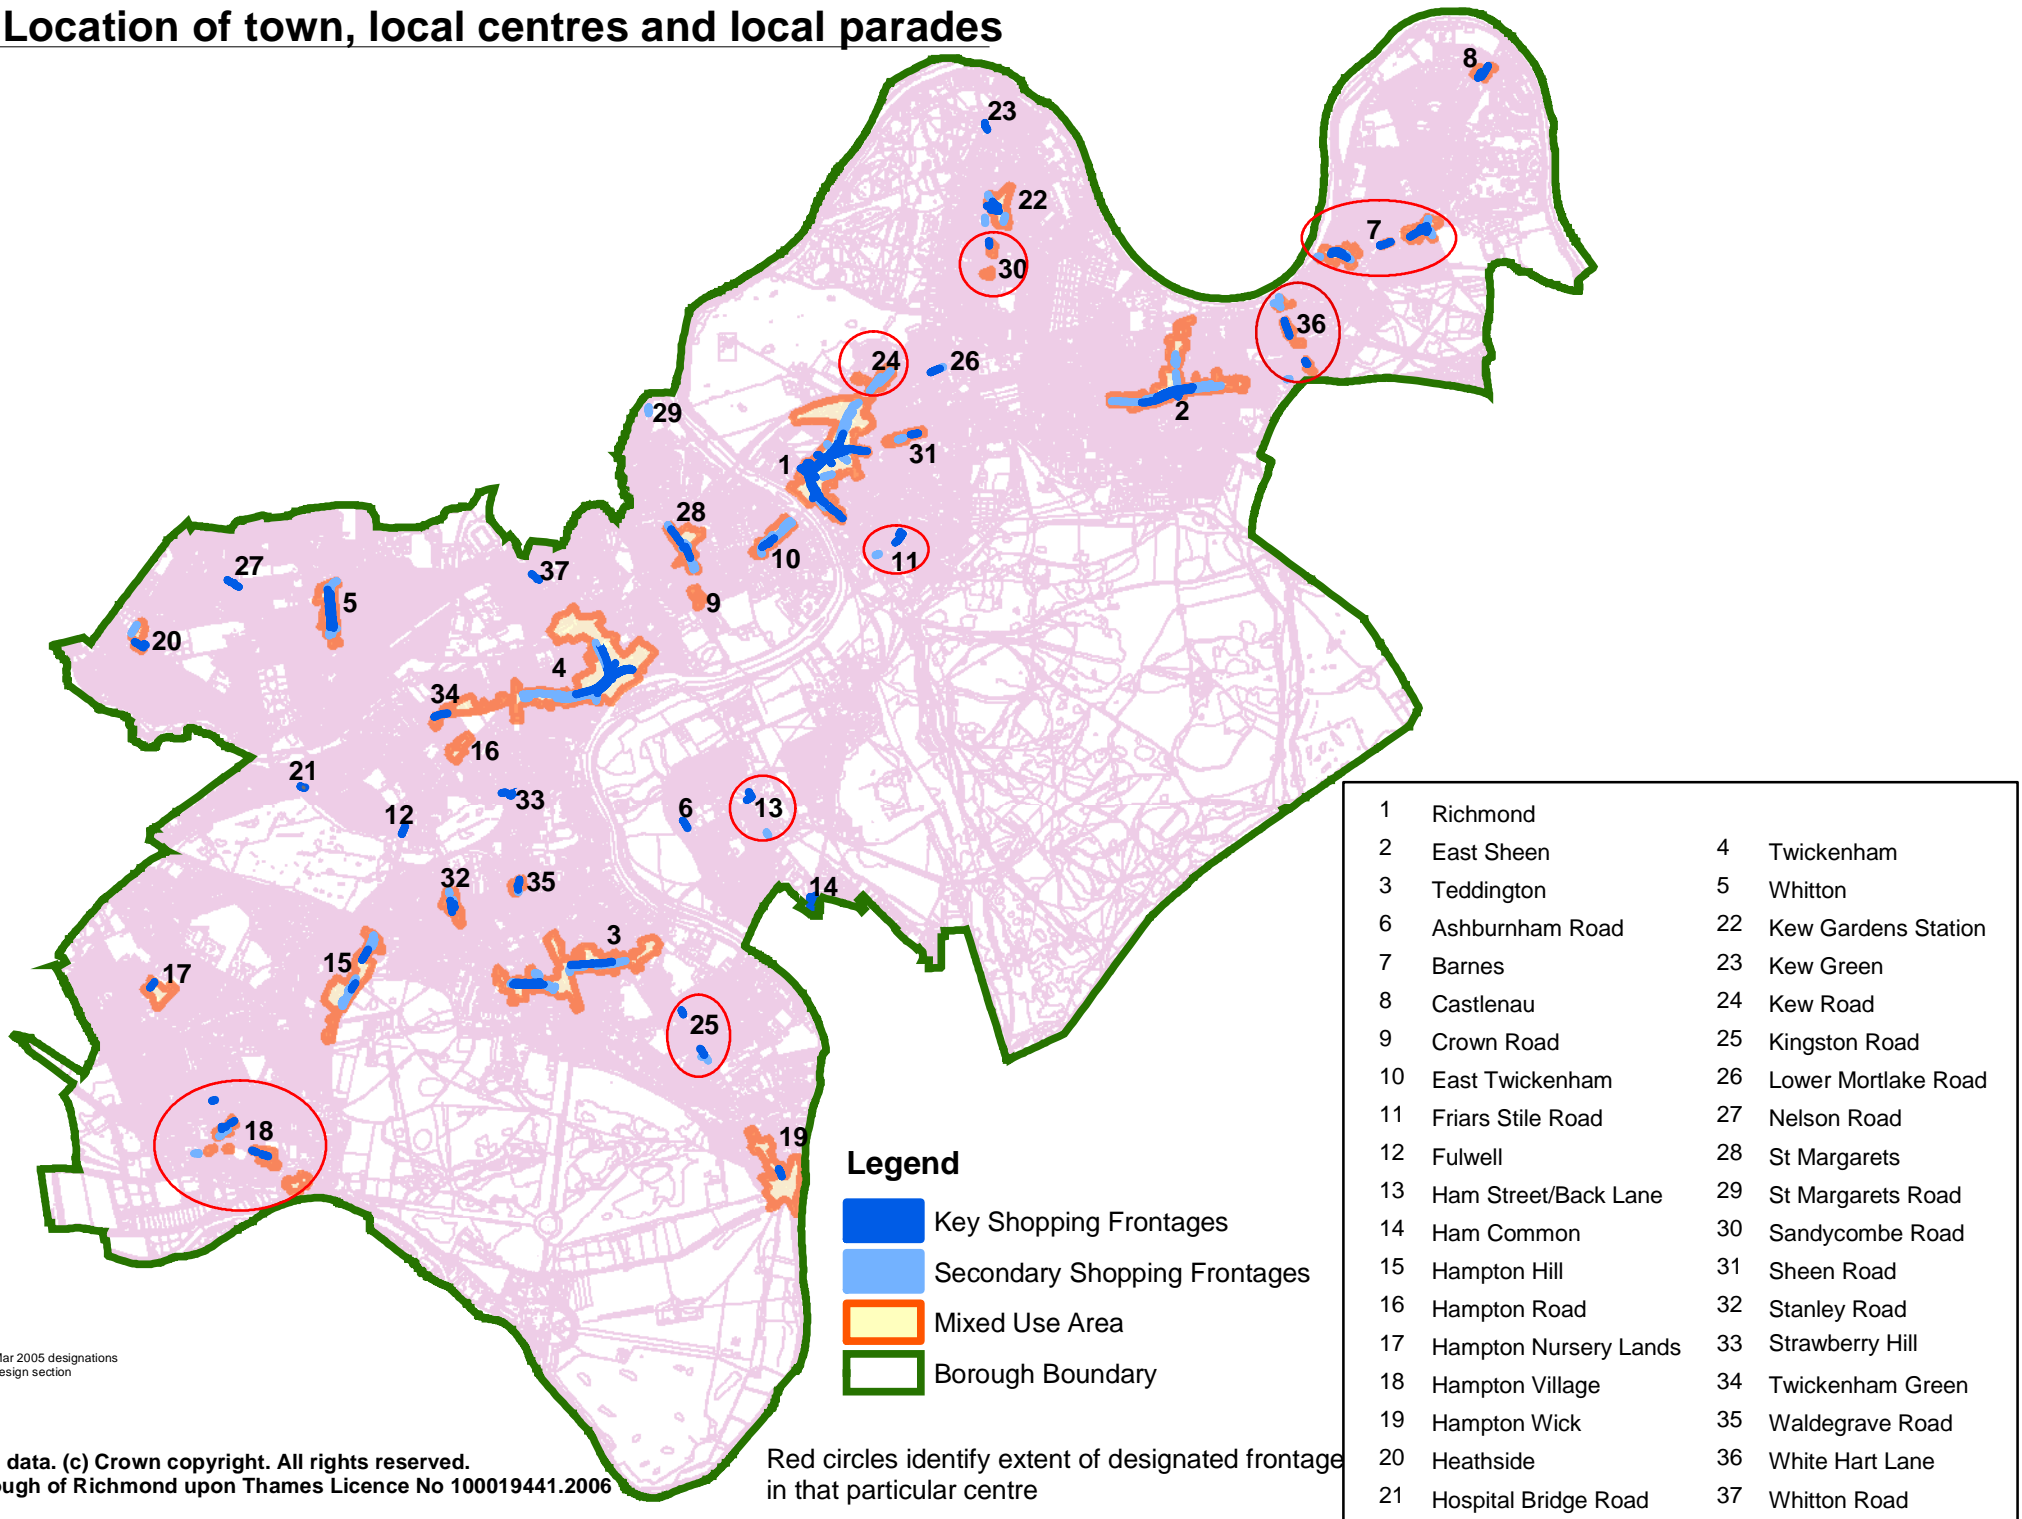 Location of town, local centres and local parades
8
23
22
7
30
36
24
26
2
29
31
1
28
10
11
27
37
5
9
20
4
34
16
21
33
12
6
13
32
35
14
3
15
17
25
18
19
Legend
Key Shopping Frontages
Secondary Shopping Frontages
Mixed Use Area
Borough Boundary
Red circles identify extent of designated frontage
in that particular centre
1 Richmond
2 East Sheen 4 Twickenham
3 Teddington 5 Whitton
6 Ashburnham Road 22 Kew Gardens Station
7 Barnes 23 Kew Green
8 Castlenau 24 Kew Road
9 Crown Road 25 Kingston Road
10 East Twickenham 26 Lower Mortlake Road
11 Friars Stile Road 27 Nelson Road
12 Fulwell 28 St Margarets
13 Ham Street/Back Lane 29 St Margarets Road
14 Ham Common 30 Sandycombe Road
15 Hampton Hill 31 Sheen Road
16 Hampton Road 32 Stanley Road
17 Hampton Nursery Lands 33 Strawberry Hill
18 Hampton Village 34 Twickenham Green
19 Hampton Wick 35 Waldegrave Road
20 Heathside 36 White Hart Lane
21 Hospital Bridge Road 37 Whitton Road
2005 designations
section
data. (c) Crown copyright. All rights reserved.
of Richmond upon Thames Licence No 100019441.2006